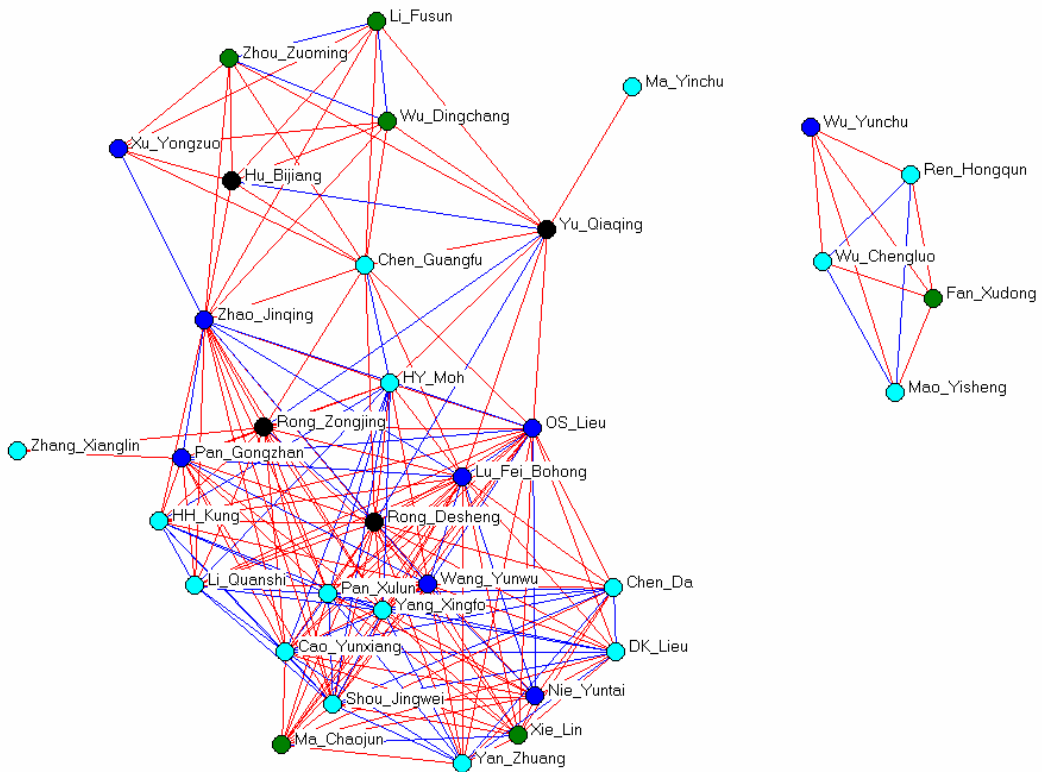 Li_Fusun
Zhou_Zuoming
Ma_Yinchu
Wu_Dingchang
Wu_Yunchu
Xu_Yongzuo
Hu_Bijiang
Ren_Hongqun
Yu_Qiaqing
Chen_Guangfu
Wu_Chengluo
Fan_Xudong
Zhao_Jinqing
HY_Moh
Mao_Yisheng
Rong_Zongjing
OS_Lieu
Zhang_Xianglin
Pan_Gongzhan
Lu_Fei_Bohong
HH_Kung
Rong_Desheng
Li_Quanshi
Pan_Xulun
Wang_Yunwu
Chen_Da
Yang_Xingfo
Cao_Yunxiang
DK_Lieu
Shou_Jingwei
Nie_Yuntai
Ma_Chaojun
Xie_Lin
Yan_Zhuang